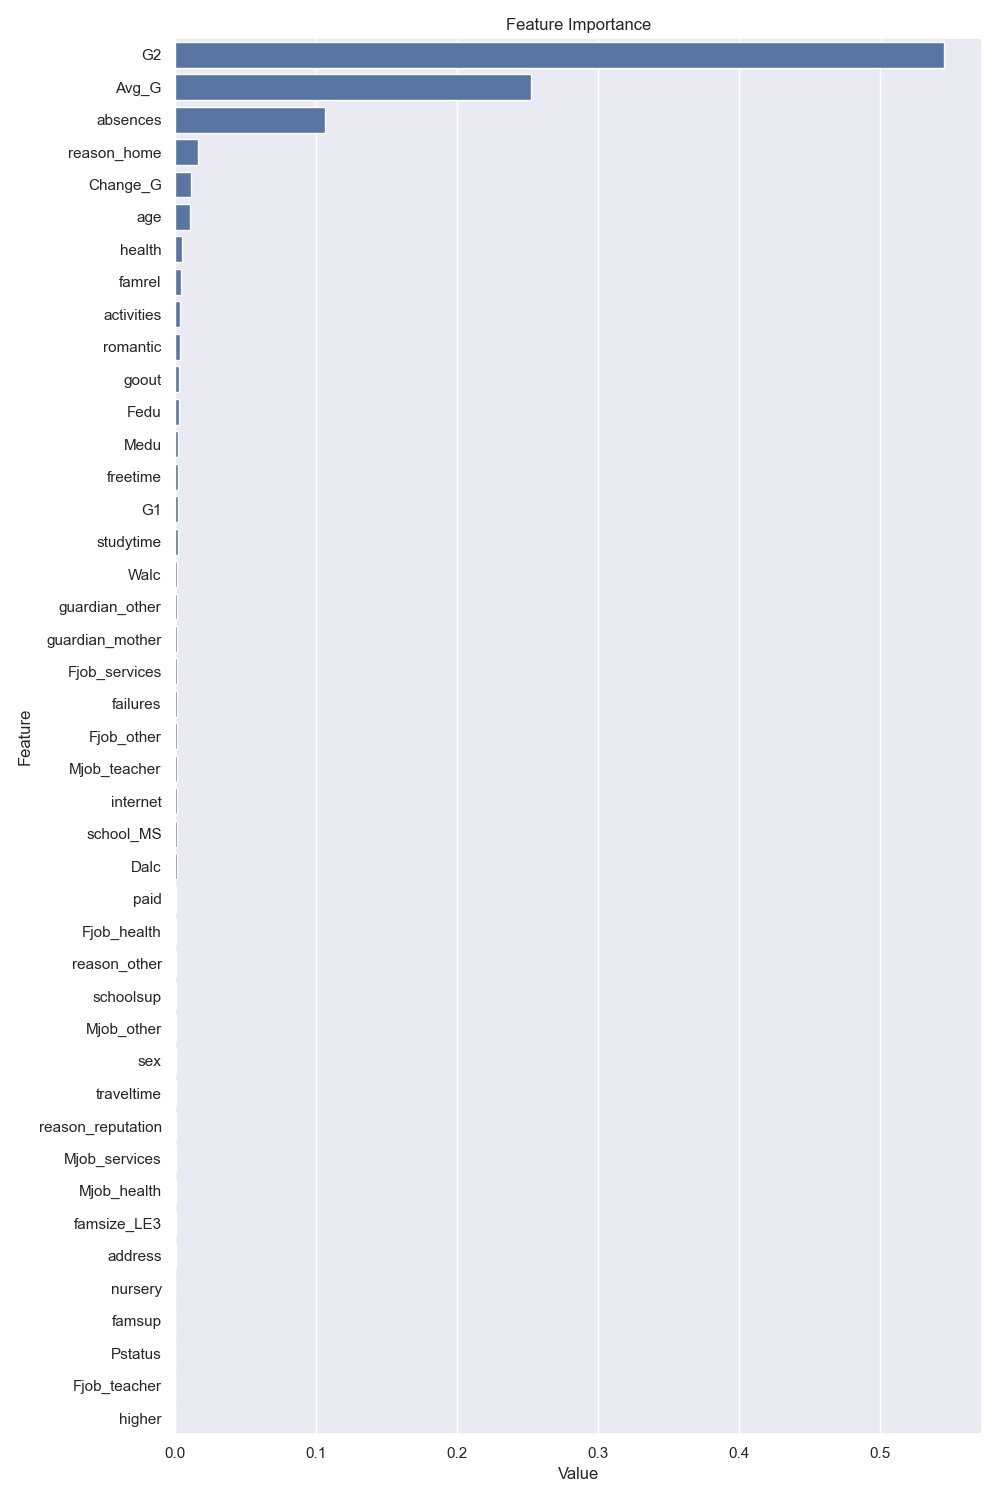 Feature Importance
G2
Avg_G
absences
reason_home
Change_G
age
health
famrel
activities
romantic
goout
Fedu
Medu
freetime
G1
studytime
Walc
guardian_other
guardian_mother
Fjob_services
failures
Fjob_other
Mjob_teacher
internet
school_MS
Dalc
paid
Fjob_health
reason_other
schoolsup
Mjob_other
sex
traveltime
reason_reputation
Mjob_services
Mjob_health
famsize_LE3
address
nursery
famsup
Pstatus
Fjob_teacher
higher
Feature
0.0 0.1 0.2 0.3 0.4 0.5
Value